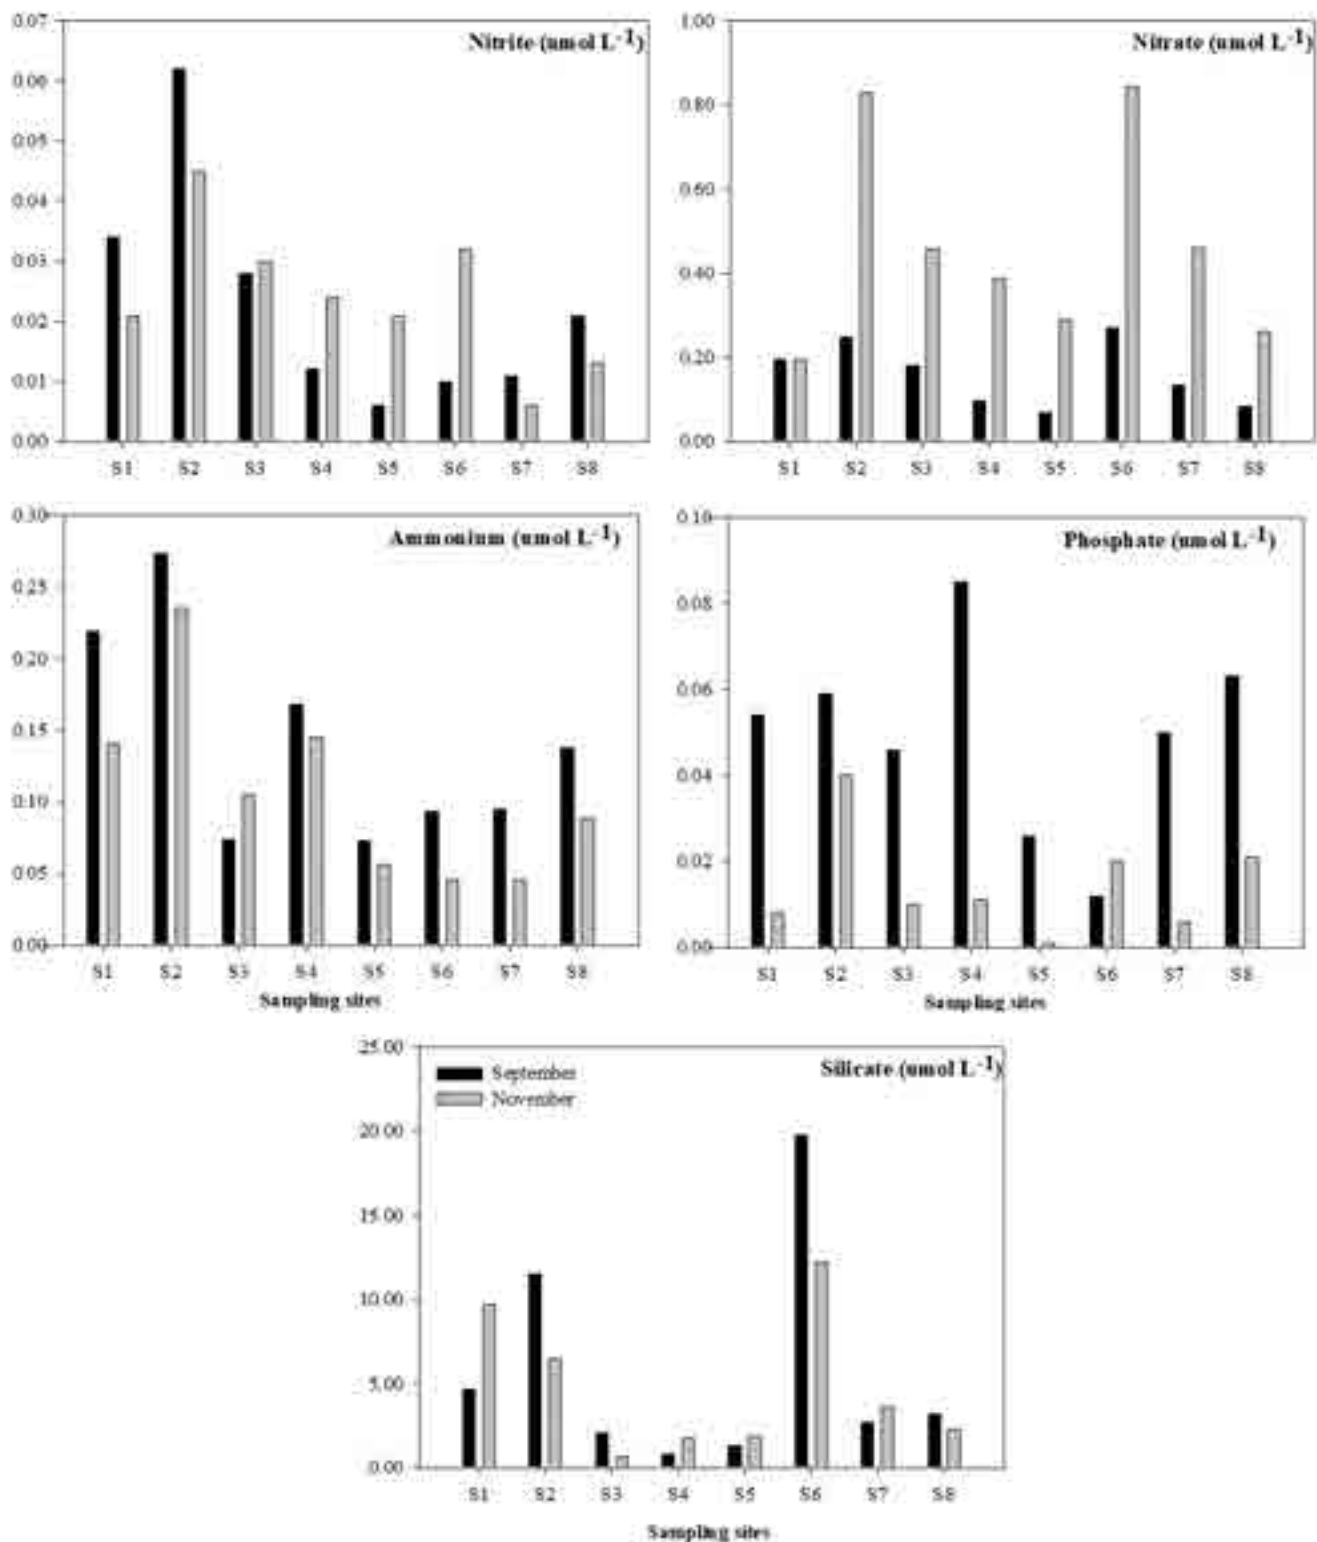 Nitrite (umol L-1)
0.07
0.06
0.05
0.04
0.03
0.02
0.01
0.00
S1 S2 S3 S4 S5 S6 S7 S8
Nitrate (umol L-1)
1.00
0.80
0.60
0.40
0.20
0.00
S1 S2 S3 S4 S5 S6 S7 S8
Ammonium (umol L-1)
0.30
0.25
0.20
0.15
0.10
0.05
0.00
S1 S2 S3 S4 S5 S6 S7 S8
Sampling sites
Phosphate (umol L-1)
0.10
0.08
0.06
0.04
0.02
0.00
S1 S2 S3 S4 S5 S6 S7 S8
Sampling sites
Silicate (umol L-1)
September
November
25.00
20.00
15.00
10.00
5.00
0.00
S1 S2 S3 S4 S5 S6 S7 S8
Sampling sites